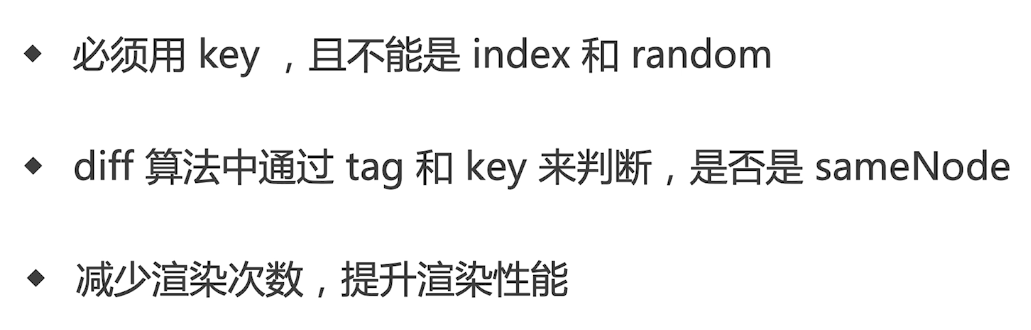 ◆ 必须用 key ，且不能是 index 和 random
◆ diff 算法中通过 tag 和 key 来判断，是否是 sameNode
◆ 减少渲染次数，提升渲染性能